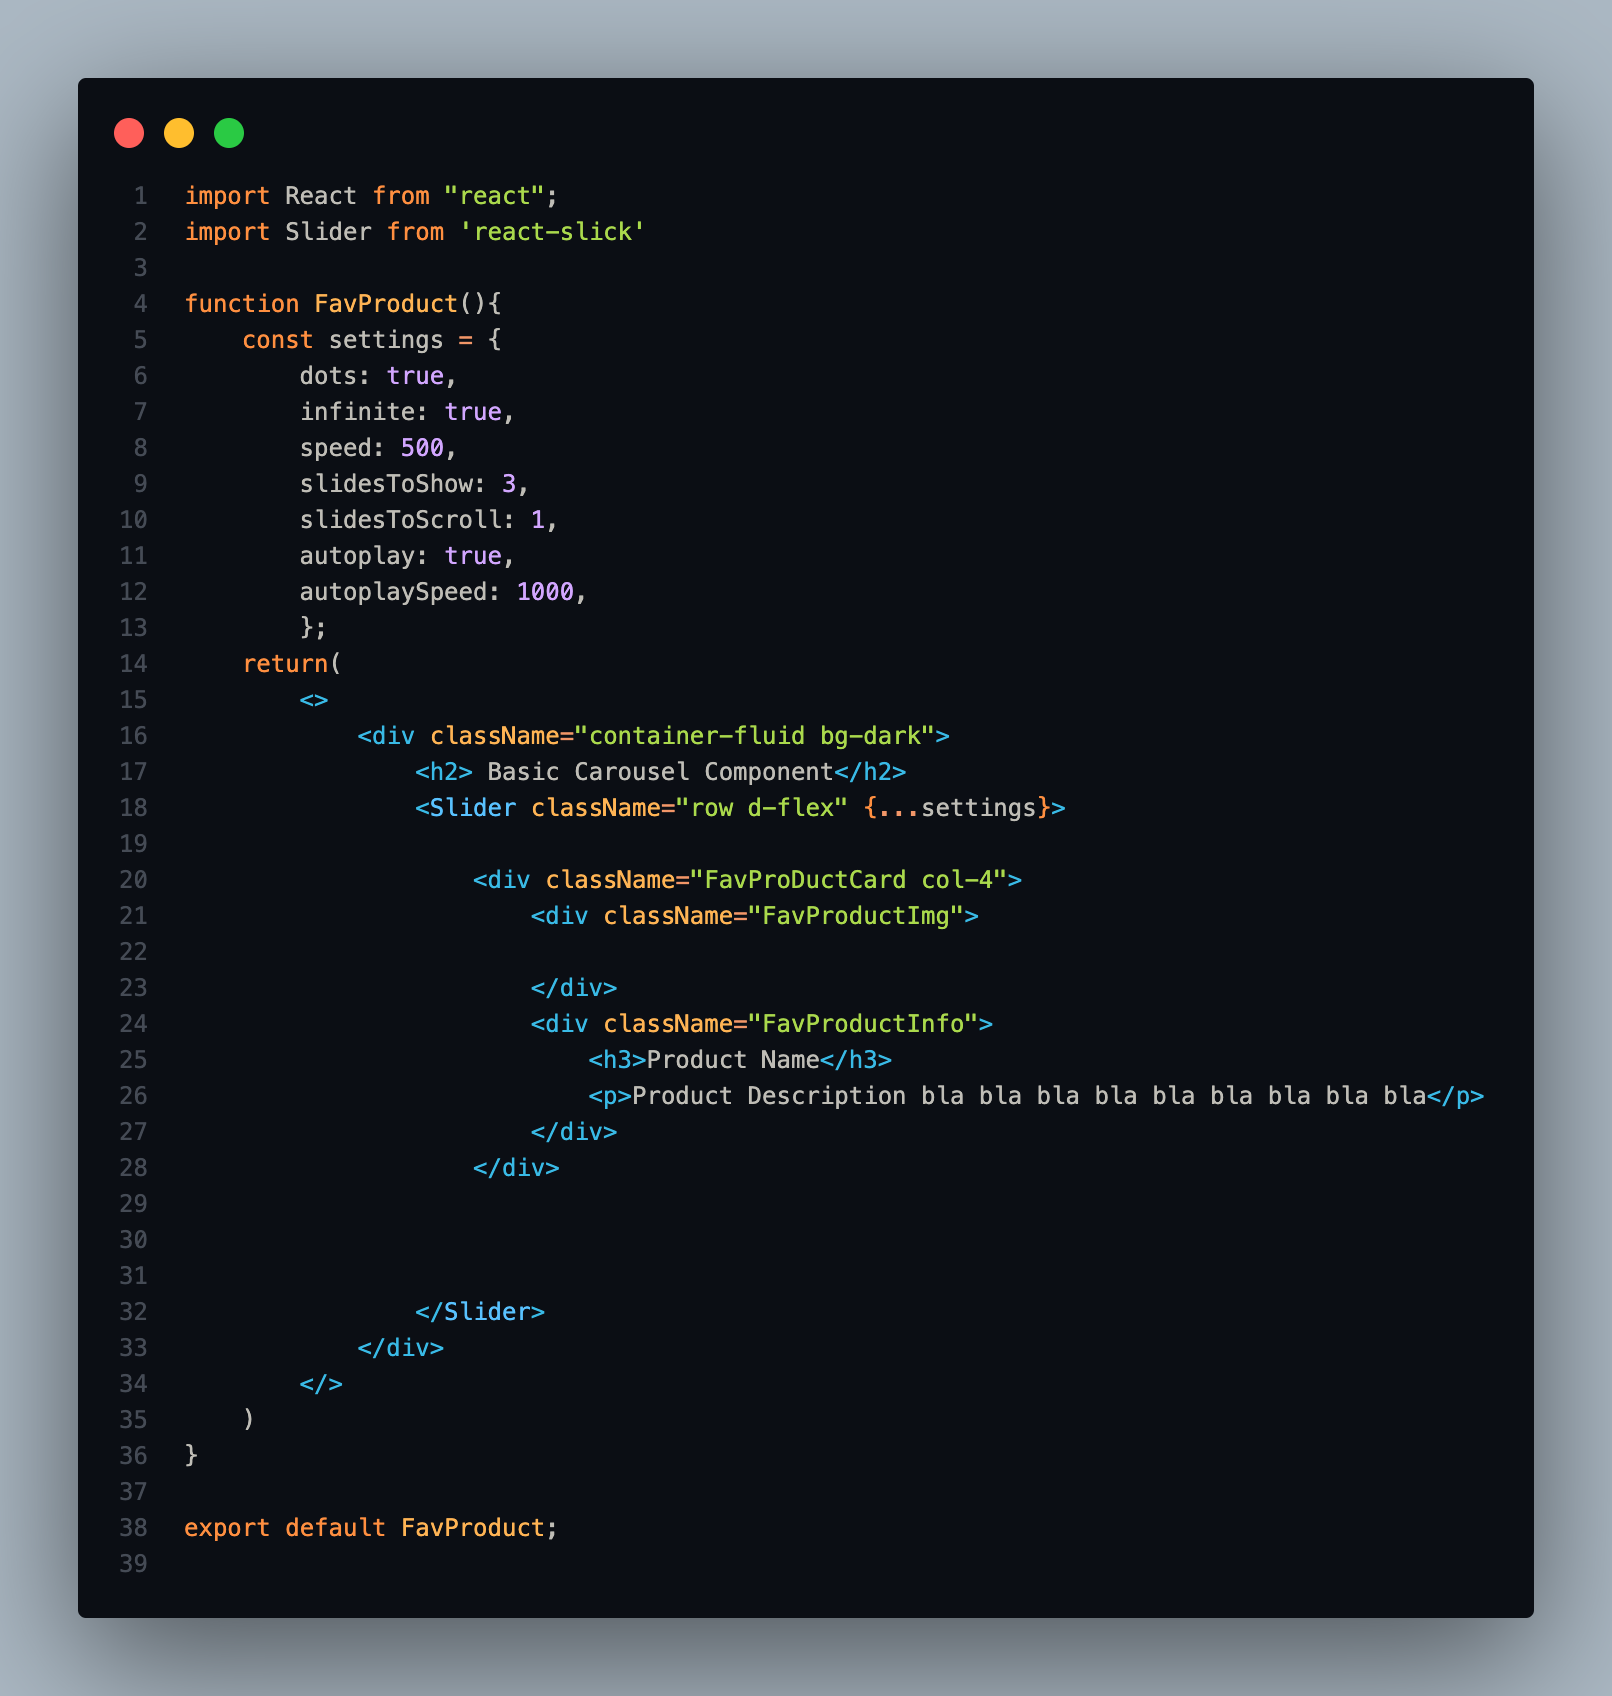 1 import React from "react";
2 import Slider from 'react-slick'
3
4 function FavProduct(){
5     const settings = {
6         dots: true,
7         infinite: true,
8         speed: 500,
9         slidesToShow: 3,
10         slidesToScroll: 1,
11         autoplay: true,
12         autoplaySpeed: 1000,
13         };
14     return(
15         <>
16             <div className="container-fluid bg-dark">
17                 <h2> Basic Carousel Component</h2>
18                 <Slider className="row d-flex" {...settings}>
19
20                     <div className="FavProDuctCard col-4">
21                         <div className="FavProductImg">
22
23                         </div>
24                         <div className="FavProductInfo">
25                             <h3>Product Name</h3>
26                             <p>Product Description bla bla bla bla bla bla bla bla bla</p>
27                         </div>
28                     </div>
29
30
31
32                 </Slider>
33             </div>
34         </>
35     )
36 }
37
38 export default FavProduct;
39